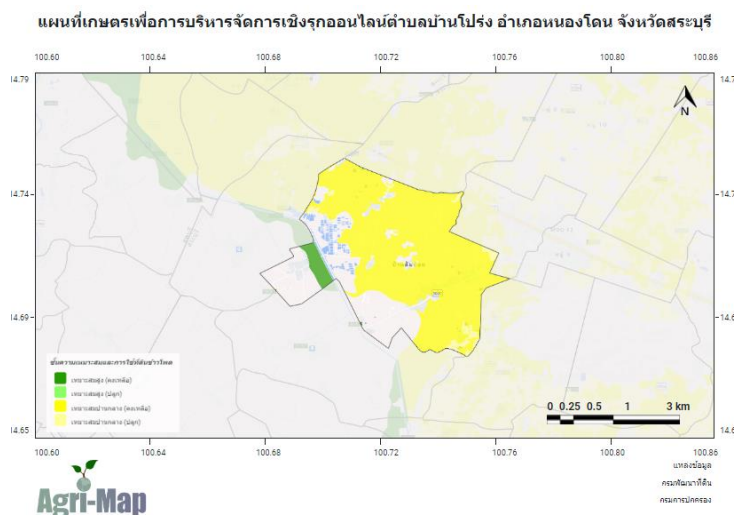 แผนที่เกษตรเพื่อการบริหารจัดการเชิงรุกออนไลน์ตำบลบ้านโปร่ง อำเภอหนองโดน จังหวัดสระบุรี
100.60 100.64 100.68 100.72 100.76 100.80 100.86
14.79
N
14.74
14.69
ชั้นความเหมาะสมและการใช้ที่ดินข้าวโพด
เหมาะสมสูง (คงเหลือ)
เหมาะสมสูง (ปลูก)
เหมาะสมปานกลาง (คงเหลือ)
เหมาะสมปานกลาง (ปลูก)
0 0.25 0.5 1 3 km
14.65
100.60 100.64 100.68 100.72 100.76 100.80 100.86
แหล่งข้อมูล
กรมพัฒนาที่ดิน
กรมการปกครอง
Agri-Map